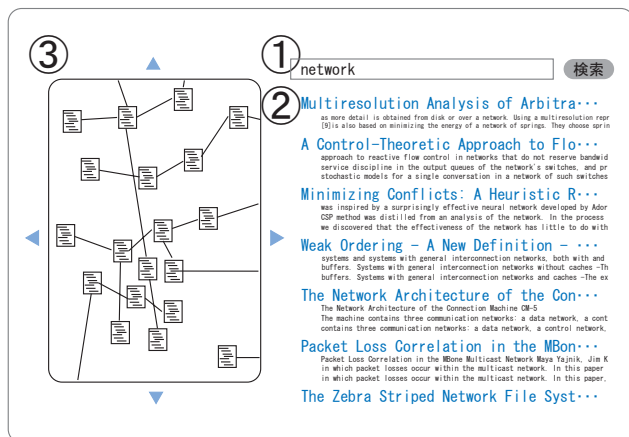 ③
①
network
検索
②
Multiresolution Analysis of Arbitra···
as more detail is obtained from disk or over a network. Using a multiresolution repr
[9]is also based on minimizing the energy of a network of springs. They choose sprin
A Control-Theoretic Approach to Flo···
approach to reactive flow control in networks that do not reserve bandwid
service discipline in the output queues of the network's switches, and pr
stochastic models for a single conversation in a network of such switches
Minimizing Conflicts: A Heuristic R···
was inspired by a surprisingly effective neural network developed by Ador
CSP method was distilled from an analysis of the network. In the process
we discovered that the effectiveness of the network has little to do with
Weak Ordering - A New Definition - ···
systems and systems with general interconnection networks, both with and
buffers. Systems with general interconnection networks without caches -Th
buffers. Systems with general interconnection networks and caches -The ex
The Network Architecture of the Con···
The Network Architecture of the Connection Machine CM-5
The machine contains three communication networks: a data network, a cont
contains three communication networks: a data network, a control network,
Packet Loss Correlation in the MBon···
Packet Loss Correlation in the MBone Multicast Network Maya Yajnik, Jim K
in which packet losses occur within the multicast network. In this paper
in which packet losses occur within the multicast network. In this paper,
The Zebra Striped Network File Syst···